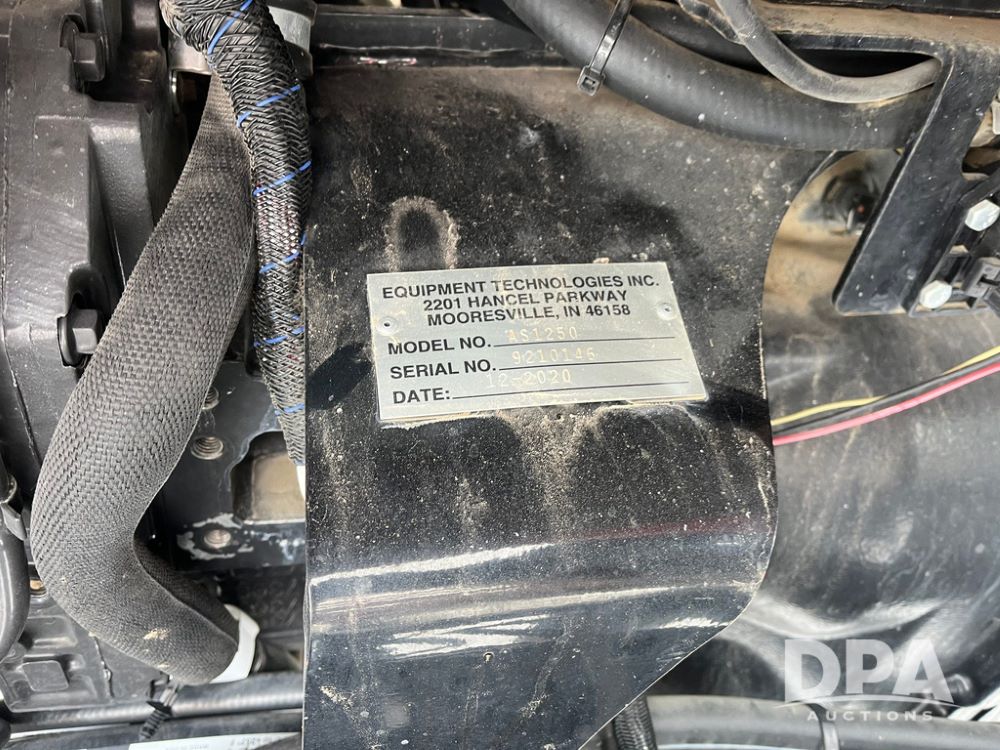 EQUIPMENT TECHNOLOGIES INC.
2201 HANCEL PARKWAY
MOORESVILLE, IN 46158
MODEL NO. AS1250
SERIAL NO. 9210146
DATE: 12-2020
DPA
AUCTIONS